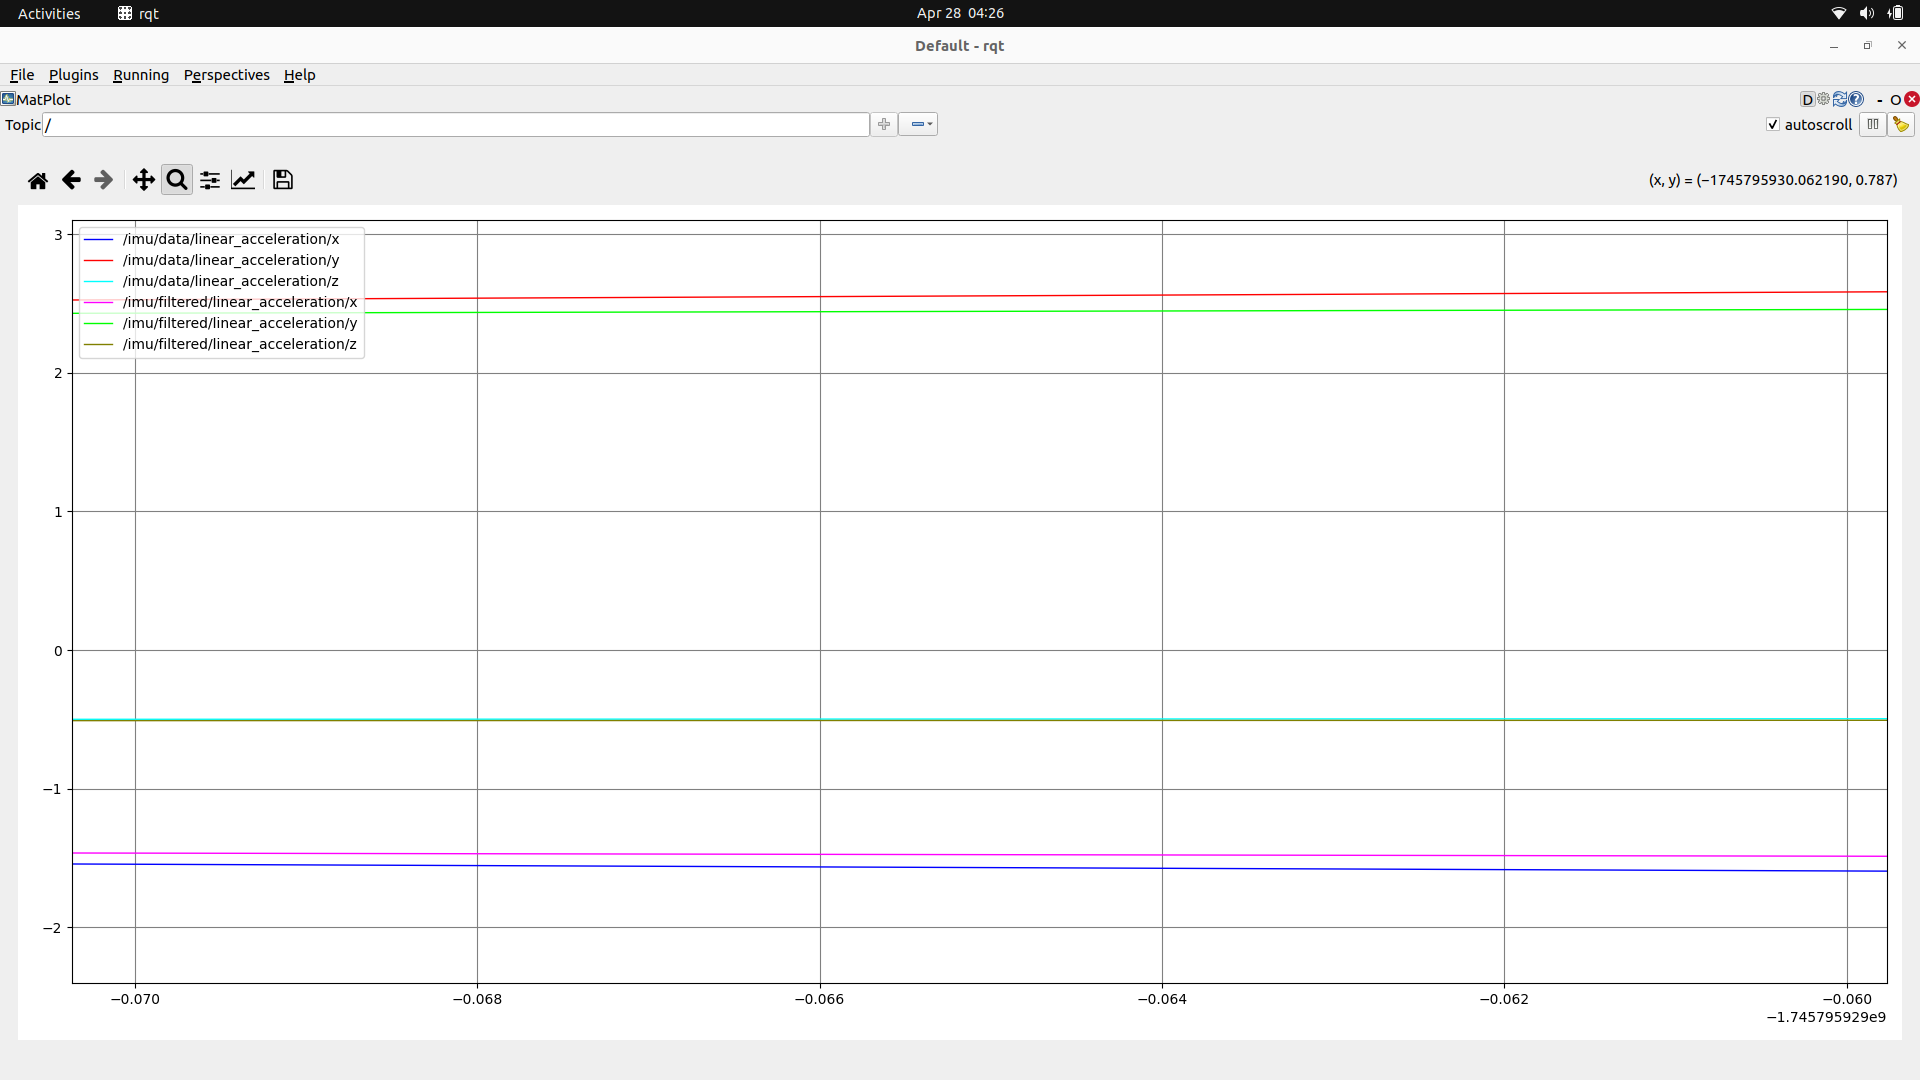 Activities rqt Apr 28 04:26
Default - rqt
File Plugins Running Perspectives Help
MatPlot D - O
Topic / autoscroll
(x, y) = (−1745795930.062190, 0.787)
/imu/data/linear_acceleration/x
/imu/data/linear_acceleration/y
/imu/data/linear_acceleration/z
/imu/filtered/linear_acceleration/x
/imu/filtered/linear_acceleration/y
/imu/filtered/linear_acceleration/z
3
2
1
0
−1
−2
−0.070 −0.068 −0.066 −0.064 −0.062 −0.060
−1.745795929e9